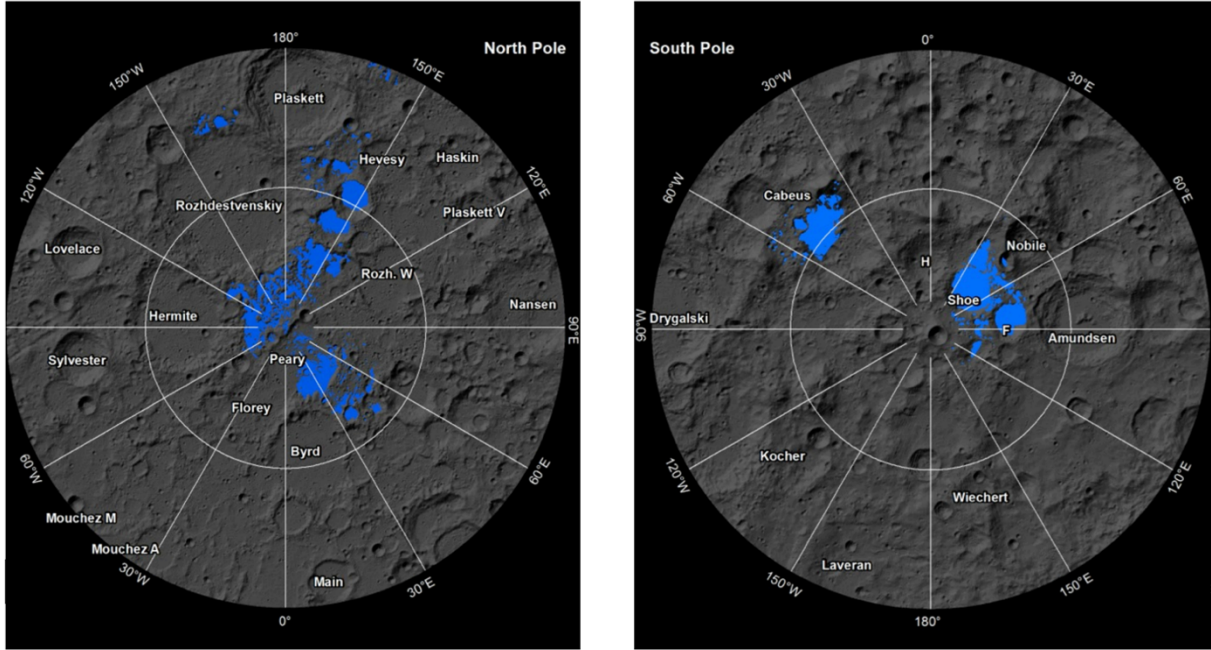 180°
North Pole
150°W
150°E
Plaskett
Hevesy
Haskin
120°W
120°E
Rozhdestvenskiy
Plaskett V
Lovelace
Rozh. W
Hermite
Nansen
90°E
Sylvester
Peary
Florey
Byrd
60°W
60°E
Mouchez M
Mouchez A
30°W
Main
30°E
0°
South Pole
0°
30°W
30°E
60°W
60°E
Cabeus
Nobile
H
Shoe
90°W
Drygalski
F
Amundsen
Kocher
120°W
120°E
Wiechert
Laveran
150°W
150°E
180°